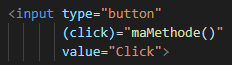 <input type="button"
(click)="maMethode()"
value="Click">